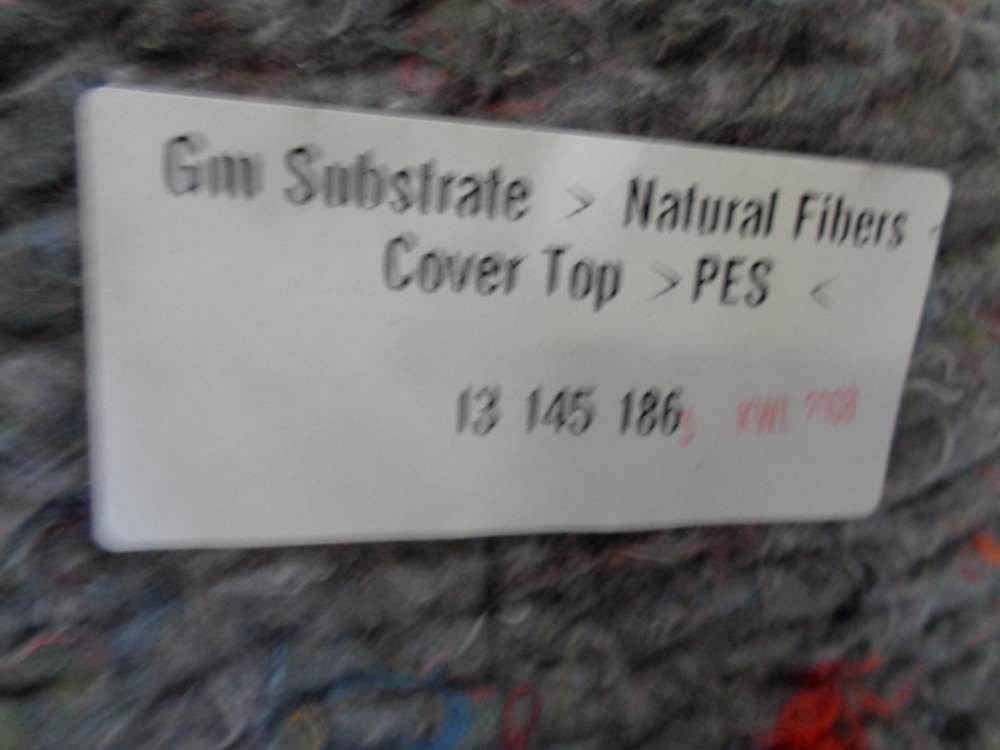 Gm Substrate > Natural Fibers
Cover Top >PES <
13 145 186